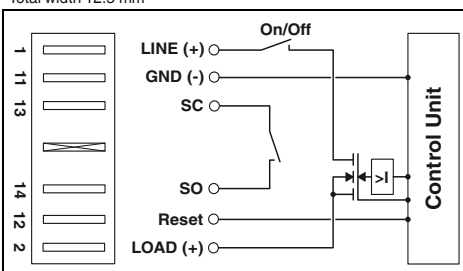 Total width 12.5 mm
On/Off
1 LINE (+)
11 GND (-)
13 SC
14 SO
12 Reset
2 LOAD (+)
>I
Control Unit